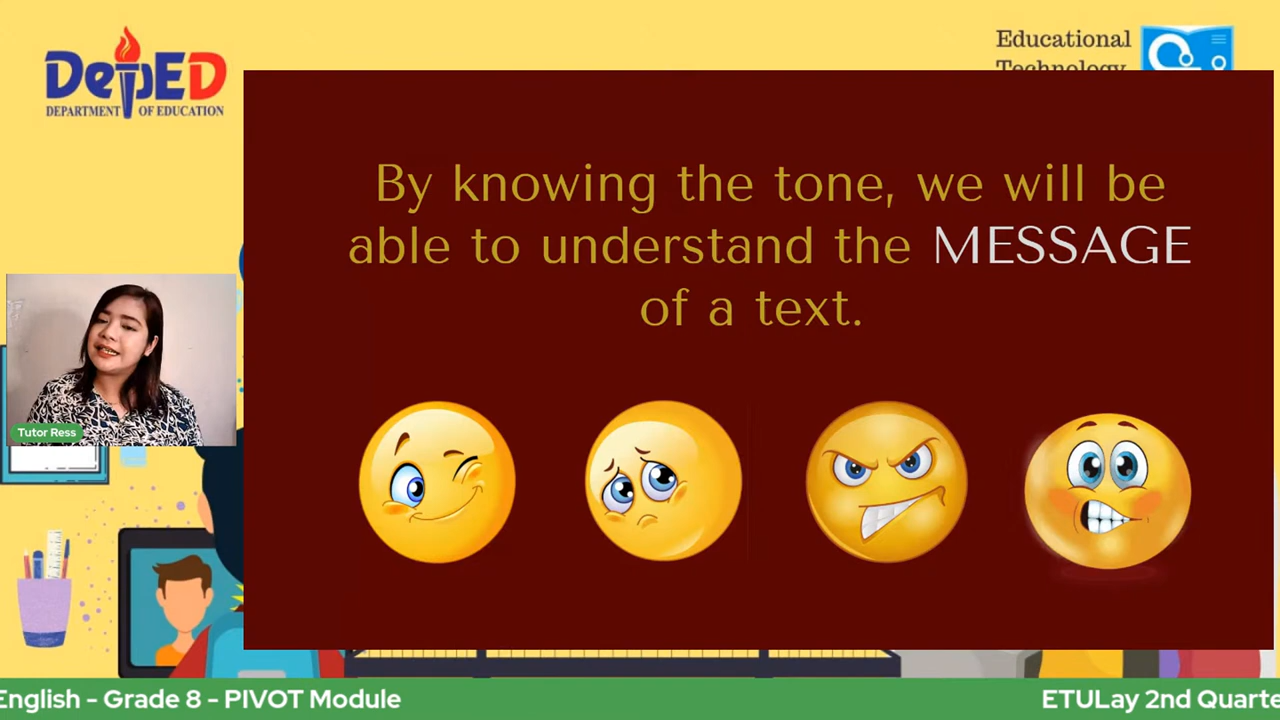 DepED
DEPARTMENT OF EDUCATION
Educational
Technology
By knowing the tone, we will be
able to understand the MESSAGE
of a text.
Tutor Ress
English - Grade 8 - PIVOT Module
ETULay 2nd Quarte